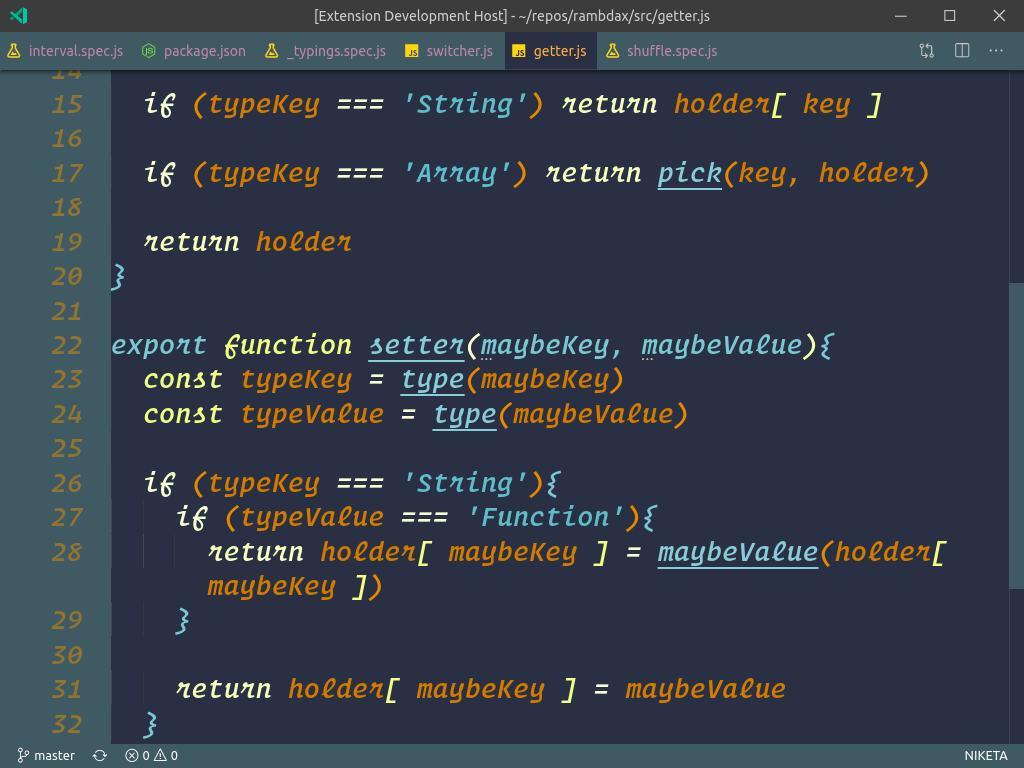 [Extension Development Host] - ~/repos/rambdax/src/getter.js
interval.spec.js package.json _typings.spec.js JS switcher.js JS getter.js shuffle.spec.js ...
14
15 if (typeKey === 'String') return holder[ key ]
16
17 if (typeKey === 'Array') return pick(key, holder)
18
19 return holder
20 }
21
22 export function setter(maybeKey, maybeValue){
23 const typeKey = type(maybeKey)
24 const typeValue = type(maybeValue)
25
26 if (typeKey === 'String'){
27 if (typeValue === 'Function'){
28 return holder[ maybeKey ] = maybeValue(holder[
maybeKey ])
29 }
30
31 return holder[ maybeKey ] = maybeValue
32 }
master 0 0 NIKETA